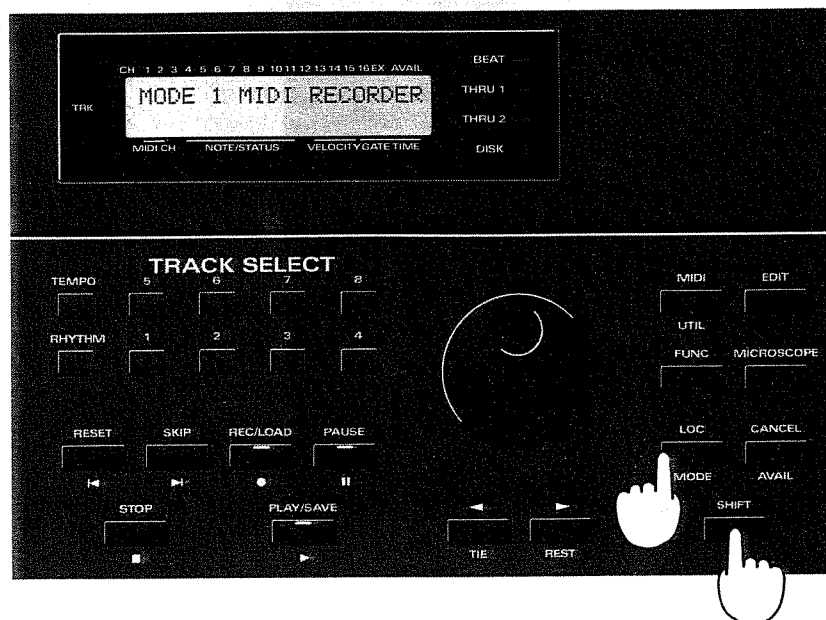 CH 1 2 3 4 5 6 7 8 9 10 11 12 13 14 15 16 EX AVAIL
TRK
MODE 1 MIDI RECORDER
MIDI CH NOTE/STATUS VELOCITY GATE TIME
BEAT
THRU 1
THRU 2
DISK
TRACK SELECT
TEMPO 5 6 7 8
RHYTHM 1 2 3 4
RESET SKIP REC/LOAD PAUSE
STOP PLAY/SAVE
TIE REST
MIDI EDIT
UTIL
FUNC MICROSCOPE
LOC CANCEL
MODE AVAIL
SHIFT